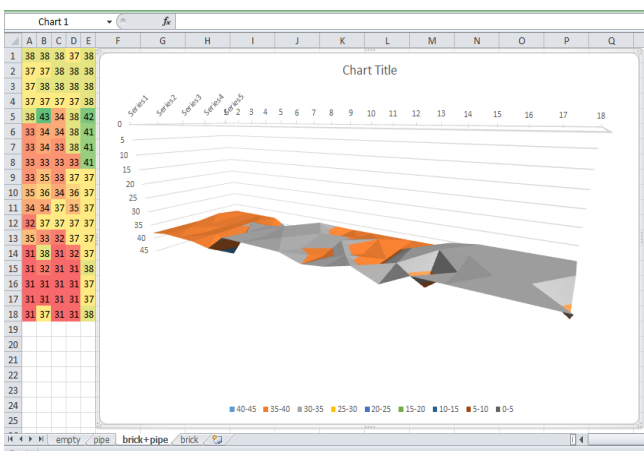 Chart 1 fx
A B C D E F G H I J K L M N O P Q
1 38 38 38 37 38
2 37 37 38 38 38
3 37 38 38 38 38
4 37 37 37 37 38
5 38 43 34 38 42
6 33 34 34 38 41
7 33 34 33 38 41
8 33 33 33 33 41
9 33 35 33 37 37
10 35 36 34 36 37
11 34 34 37 35 37
12 32 37 37 37 37
13 35 33 32 37 37
14 31 38 31 32 37
15 31 32 31 31 38
16 31 31 31 31 37
17 31 31 31 31 37
18 31 37 31 31 38
19
20
21
22
23
24
25
Chart Title
Series1 Series2 Series3 Series4 Series5
2 3 4 5 6 7 8 9 10 11 12 13 14 15 16 17 18
0
5
10
15
20
25
30
35
40
45
40-45 35-40 30-35 25-30 20-25 15-20 10-15 5-10 0-5
empty pipe brick+pipe brick